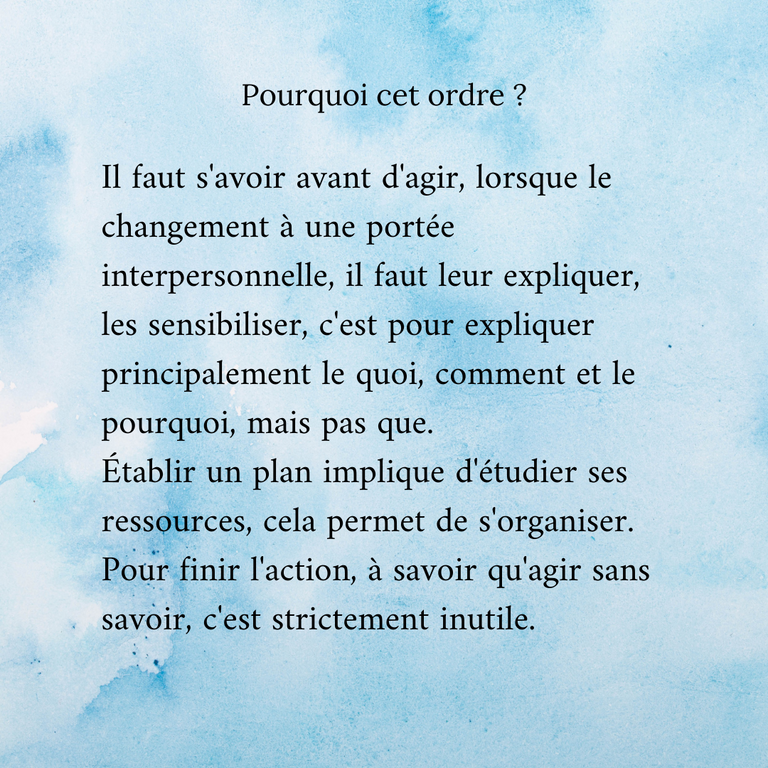 Pourquoi cet ordre ?
Il faut s'avoir avant d'agir, lorsque le
changement à une portée
interpersonnelle, il faut leur expliquer,
les sensibiliser, c'est pour expliquer
principalement le quoi, comment et le
pourquoi, mais pas que.
Établir un plan implique d'étudier ses
ressources, cela permet de s'organiser.
Pour finir l'action, à savoir qu'agir sans
savoir, c'est strictement inutile.